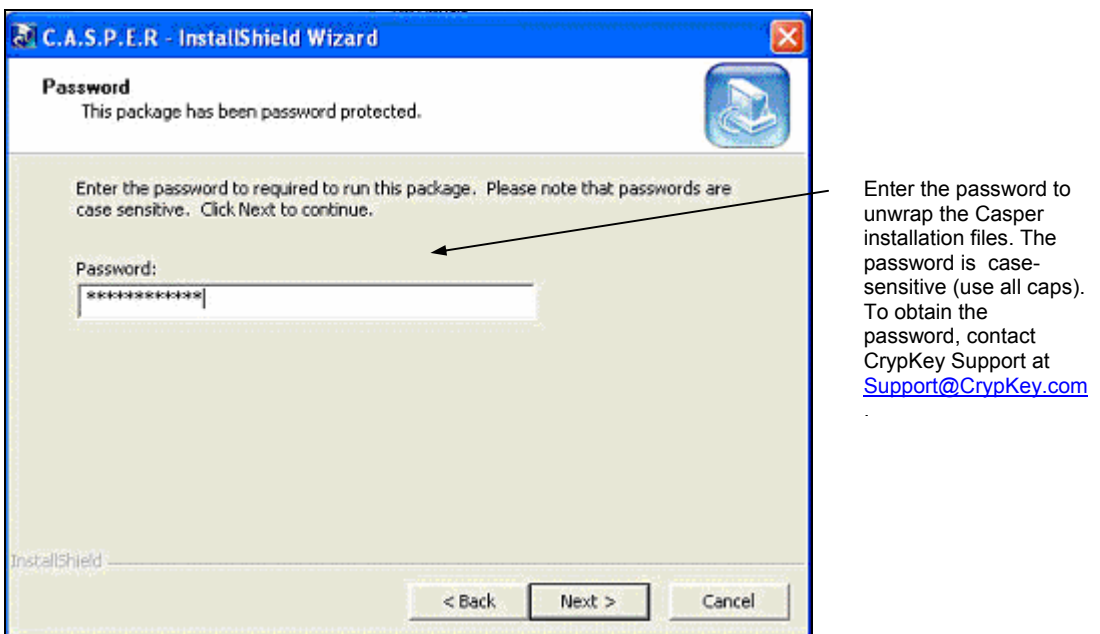 C.A.S.P.E.R - InstallShield Wizard
Password
This package has been password protected.
Enter the password to required to run this package. Please note that passwords are
case sensitive. Click Next to continue.
Password:
************
InstallShield
< Back
Next >
Cancel
Enter the password to
unwrap the Casper
installation files. The
password is case-
sensitive (use all caps).
To obtain the
password, contact
CrypKey Support at
Support@CrypKey.com
.